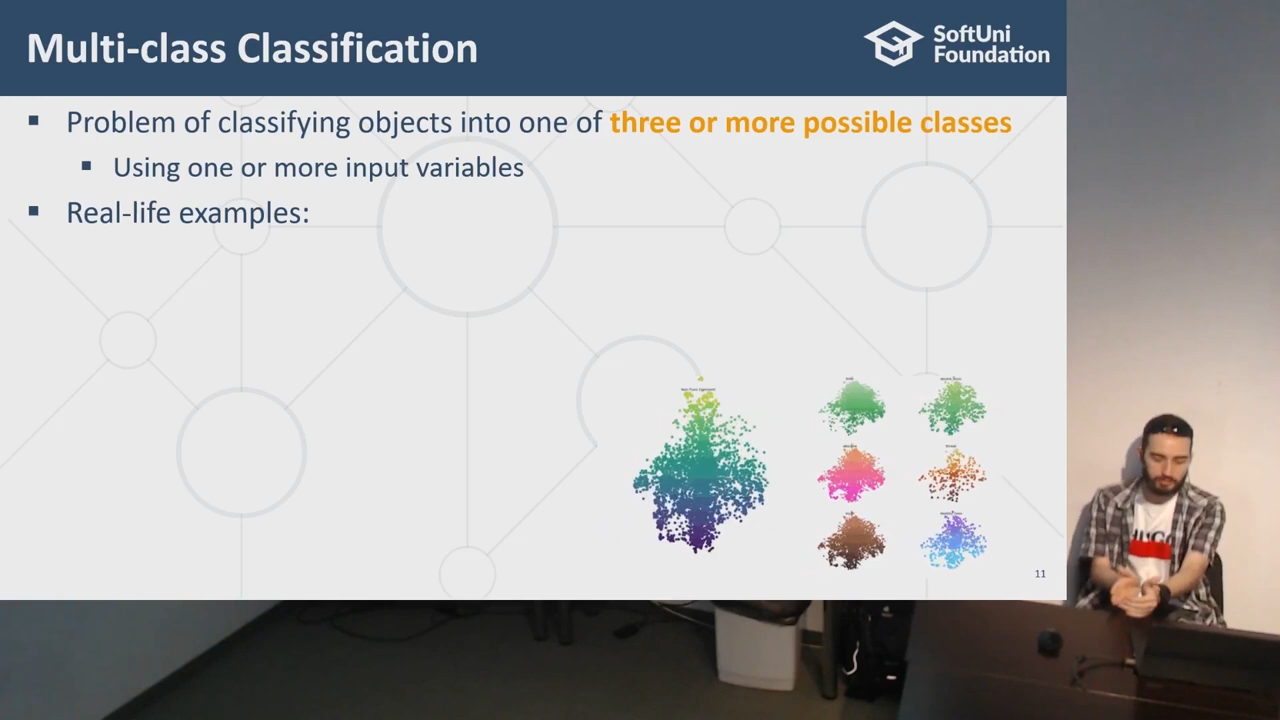 Multi-class Classification
SoftUni
Foundation
▪ Problem of classifying objects into one of three or more possible classes
▪ Using one or more input variables
▪ Real-life examples:
11